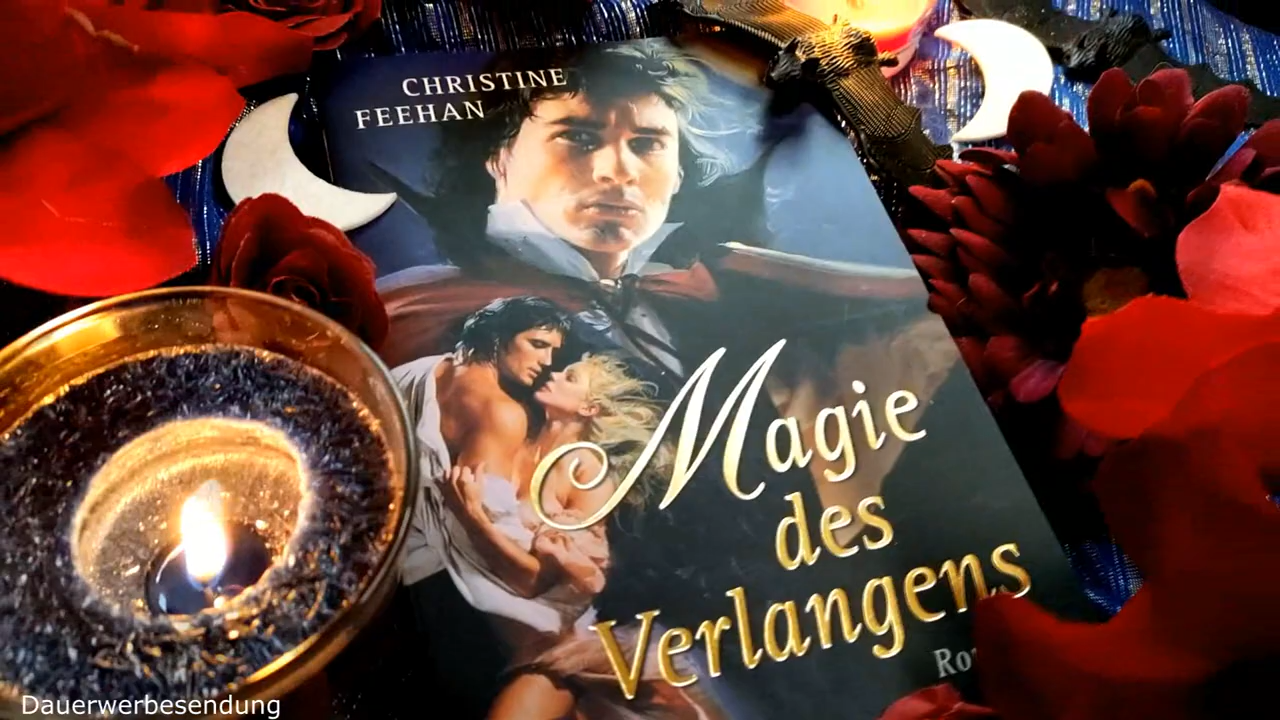 CHRISTINE
FEEHAN
Magie
des
Verlangens
Dauerwerbesendung